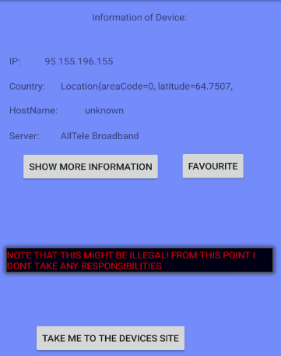 Information of Device:
IP: 95.155.196.155
Country: Location{areaCode=0, latitude=64.7507,
HostName: unknown
Server: AllTele Broadband
SHOW MORE INFORMATION FAVOURITE
NOTE THAT THIS MIGHT BE ILLEGAL! FROM THIS POINT I
DONT TAKE ANY RESPONSIBILITIES
TAKE ME TO THE DEVICES SITE